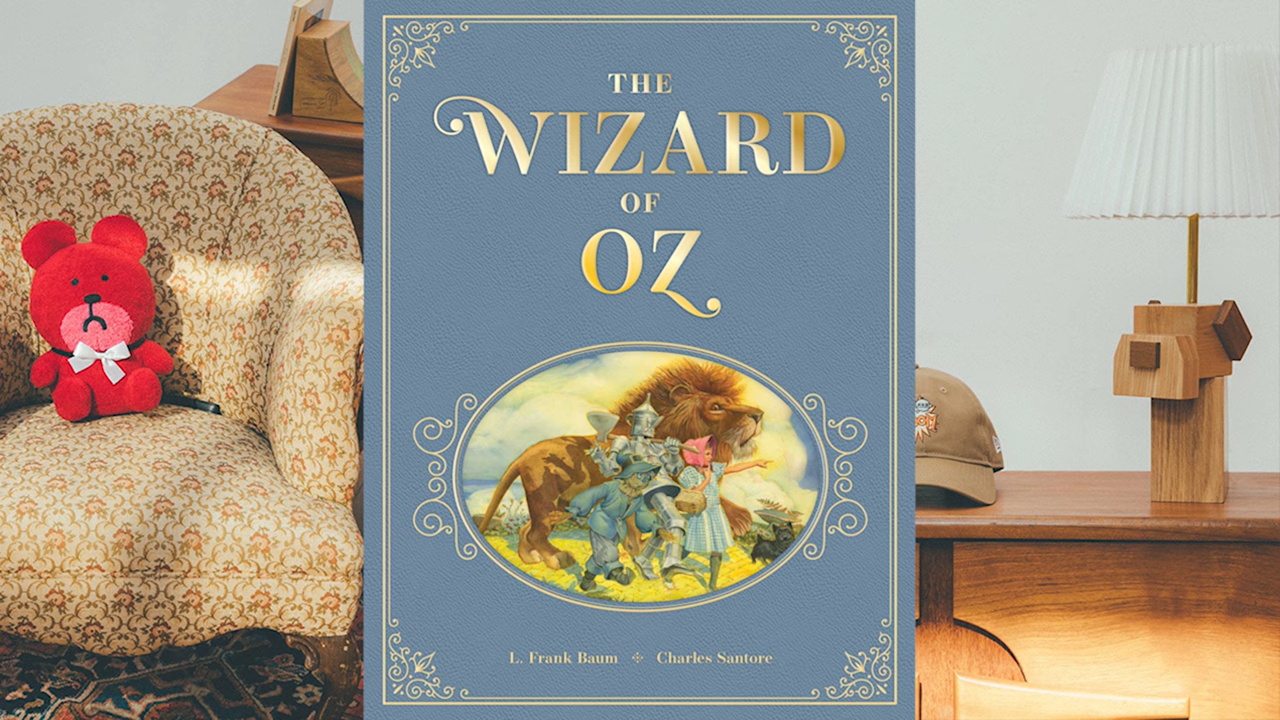 THE
WIZARD
OF
OZ
L. Frank Baum ❉ Charles Santore